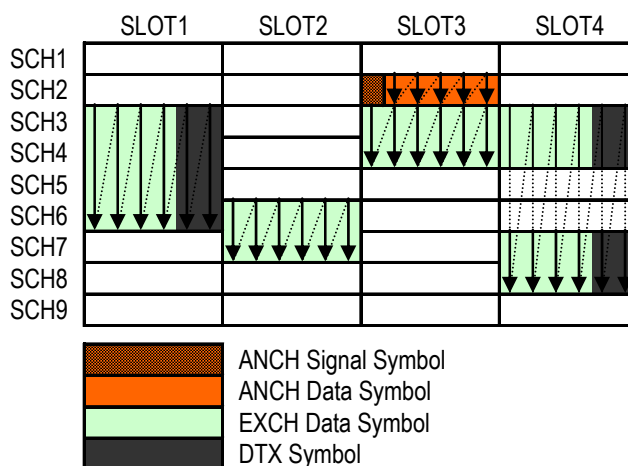 SLOT1 SLOT2 SLOT3 SLOT4
SCH1
SCH2
SCH3
SCH4
SCH5
SCH6
SCH7
SCH8
SCH9
ANCH Signal Symbol
ANCH Data Symbol
EXCH Data Symbol
DTX Symbol